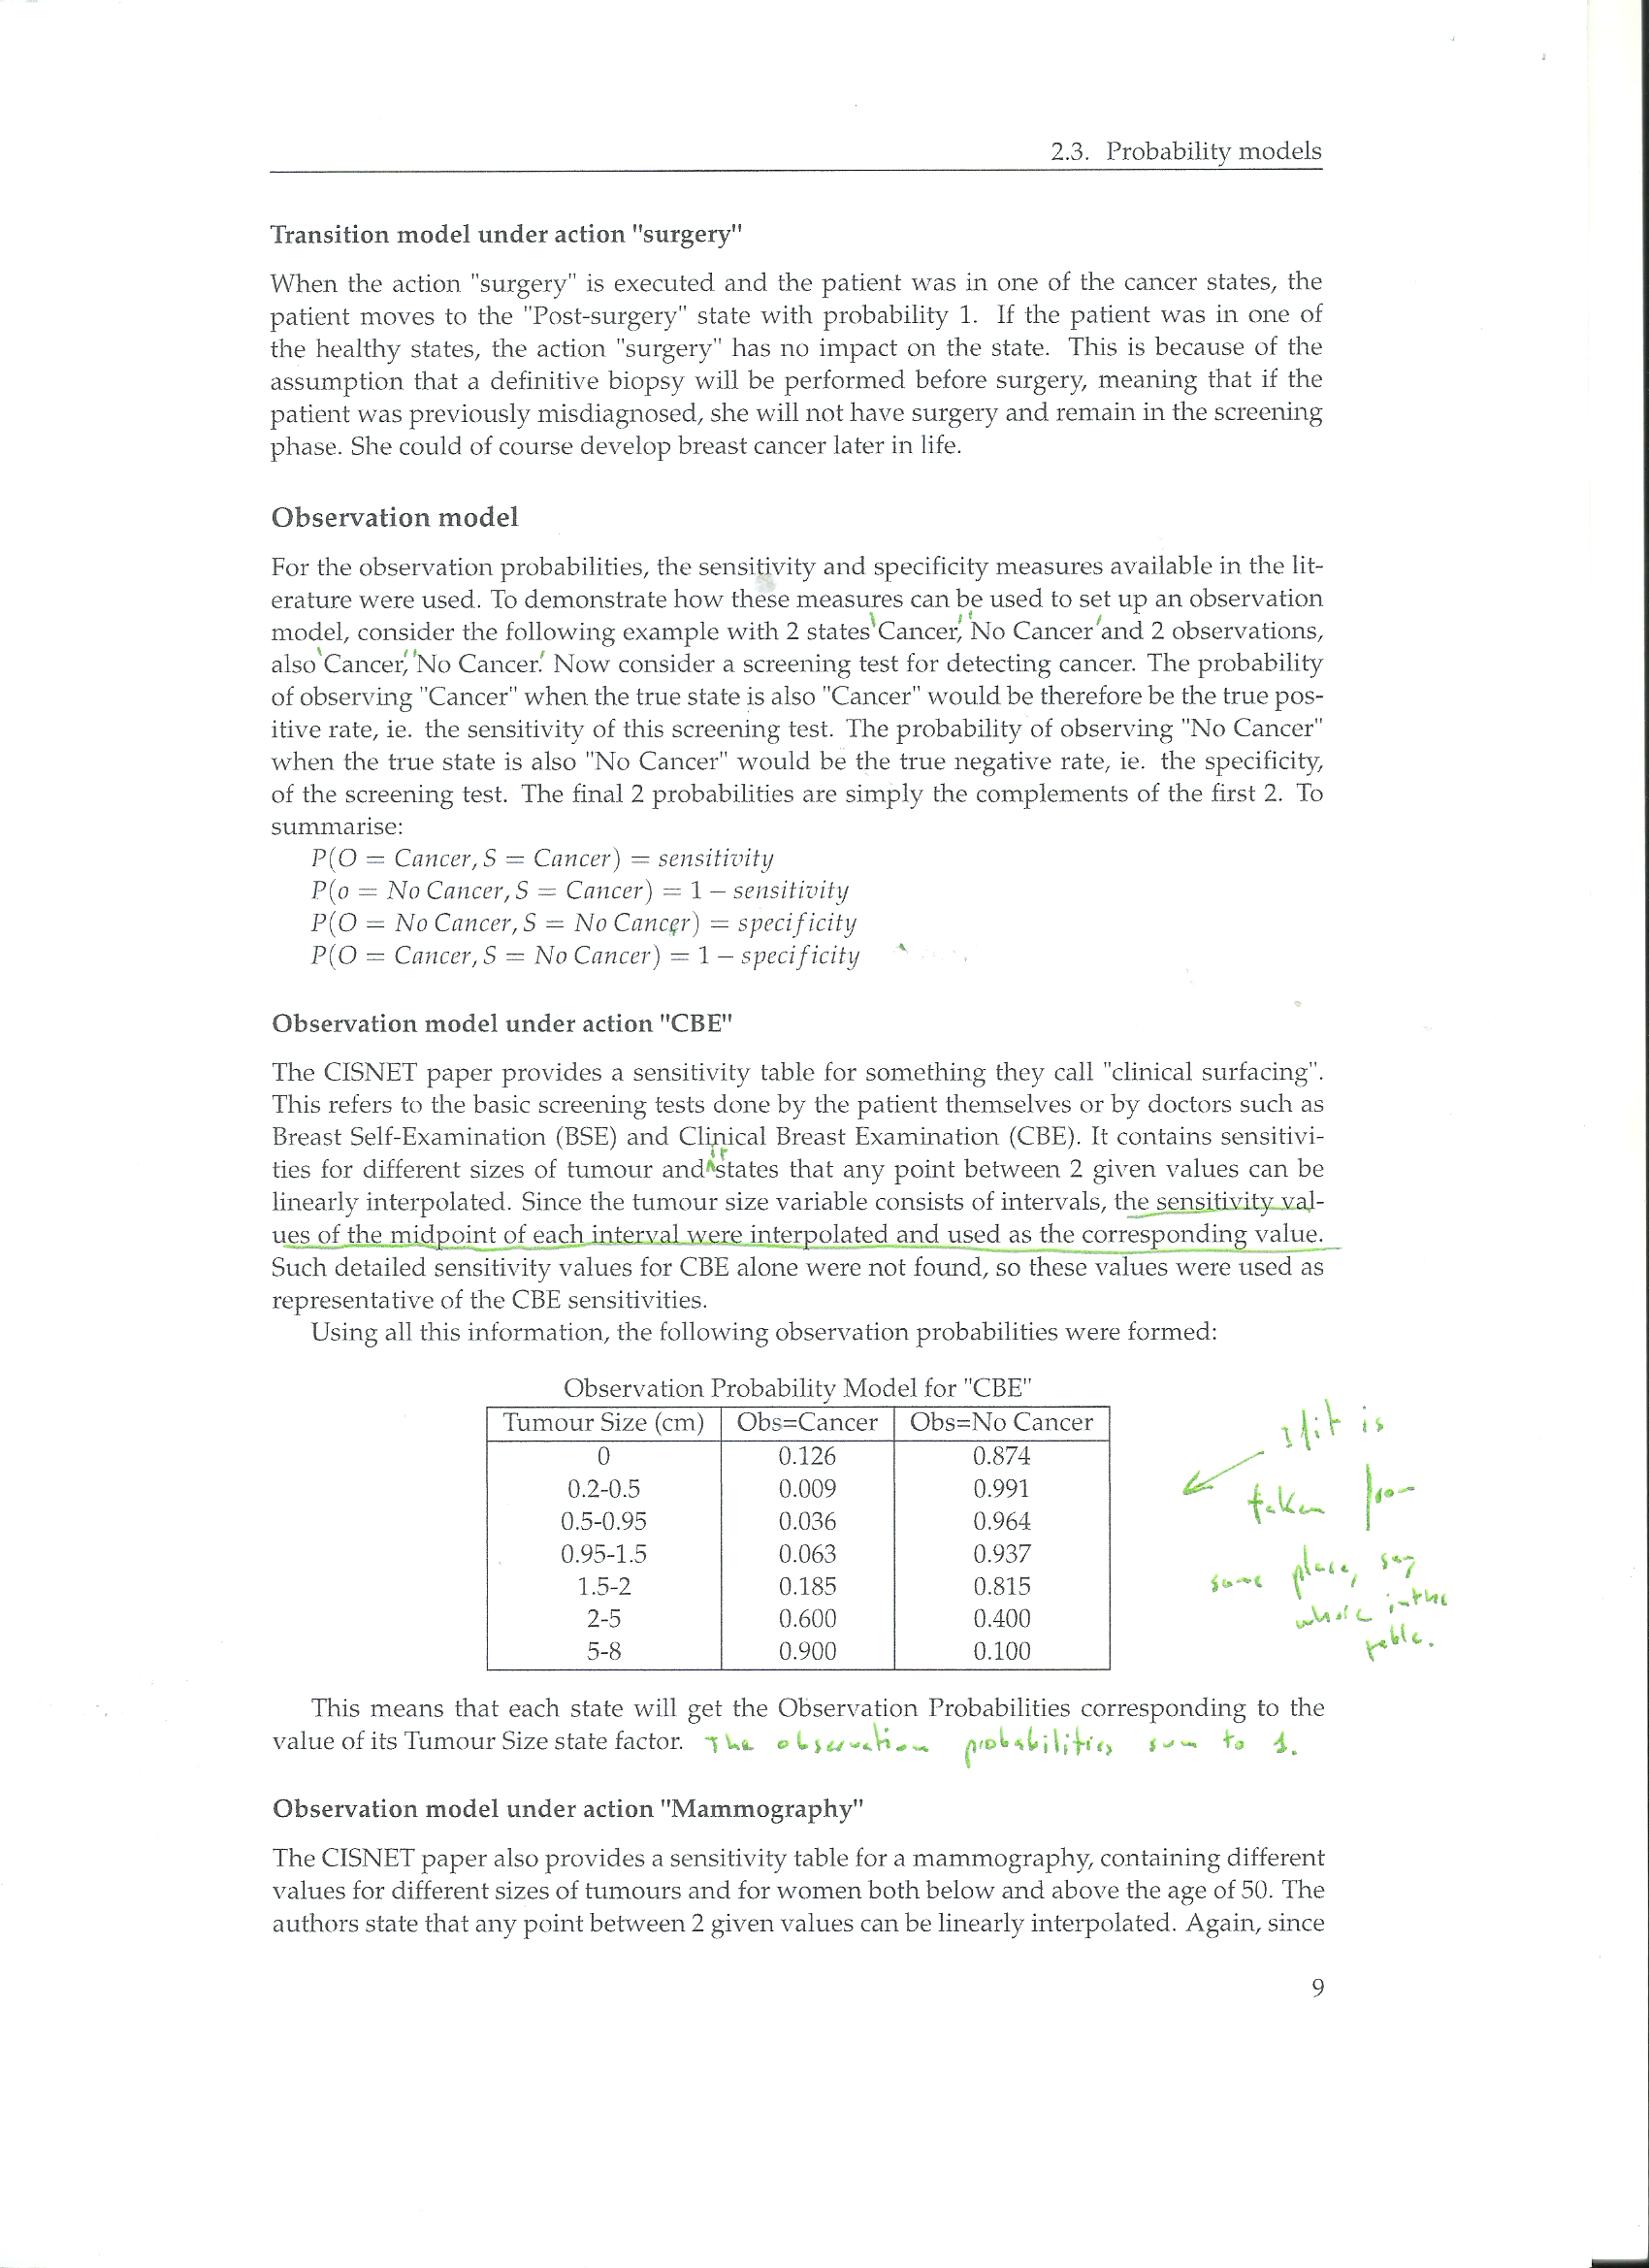 2.3. Probability models
Transition model under action "surgery"
When the action "surgery" is executed and the patient was in one of the cancer states, the
patient moves to the "Post-surgery" state with probability 1. If the patient was in one of
the healthy states, the action "surgery" has no impact on the state. This is because of the
assumption that a definitive biopsy will be performed before surgery, meaning that if the
patient was previously misdiagnosed, she will not have surgery and remain in the screening
phase. She could of course develop breast cancer later in life.
Observation model
For the observation probabilities, the sensitivity and specificity measures available in the lit-
erature were used. To demonstrate how these measures can be used to set up an observation
model, consider the following example with 2 states 'Cancer', 'No Cancer' and 2 observations,
also 'Cancer', 'No Cancer.' Now consider a screening test for detecting cancer. The probability
of observing "Cancer" when the true state is also "Cancer" would be therefore be the true pos-
itive rate, ie. the sensitivity of this screening test. The probability of observing "No Cancer"
when the true state is also "No Cancer" would be the true negative rate, ie. the specificity,
of the screening test. The final 2 probabilities are simply the complements of the first 2. To
summarise:
P(O = Cancer, S = Cancer) = sensitivity
P(o = No Cancer, S = Cancer) = 1 − sensitivity
P(O = No Cancer, S = No Cancer) = specificity
P(O = Cancer, S = No Cancer) = 1 − specificity
Observation model under action "CBE"
The CISNET paper provides a sensitivity table for something they call "clinical surfacing".
This refers to the basic screening tests done by the patient themselves or by doctors such as
Breast Self-Examination (BSE) and Clinical Breast Examination (CBE). It contains sensitivi-
ties for different sizes of tumour and it states that any point between 2 given values can be
linearly interpolated. Since the tumour size variable consists of intervals, the sensitivity val-
ues of the midpoint of each interval were interpolated and used as the corresponding value.
Such detailed sensitivity values for CBE alone were not found, so these values were used as
representative of the CBE sensitivities.
Using all this information, the following observation probabilities were formed:
Observation Probability Model for "CBE"
Tumour Size (cm) Obs=Cancer Obs=No Cancer
0 0.126 0.874
0.2-0.5 0.009 0.991
0.5-0.95 0.036 0.964
0.95-1.5 0.063 0.937
1.5-2 0.185 0.815
2-5 0.600 0.400
5-8 0.900 0.100
it is
taken from
some place, say
where in the
table.
This means that each state will get the Observation Probabilities corresponding to the
value of its Tumour Size state factor. The observation probabilities sum to 1.
Observation model under action "Mammography"
The CISNET paper also provides a sensitivity table for a mammography, containing different
values for different sizes of tumours and for women both below and above the age of 50. The
authors state that any point between 2 given values can be linearly interpolated. Again, since
9